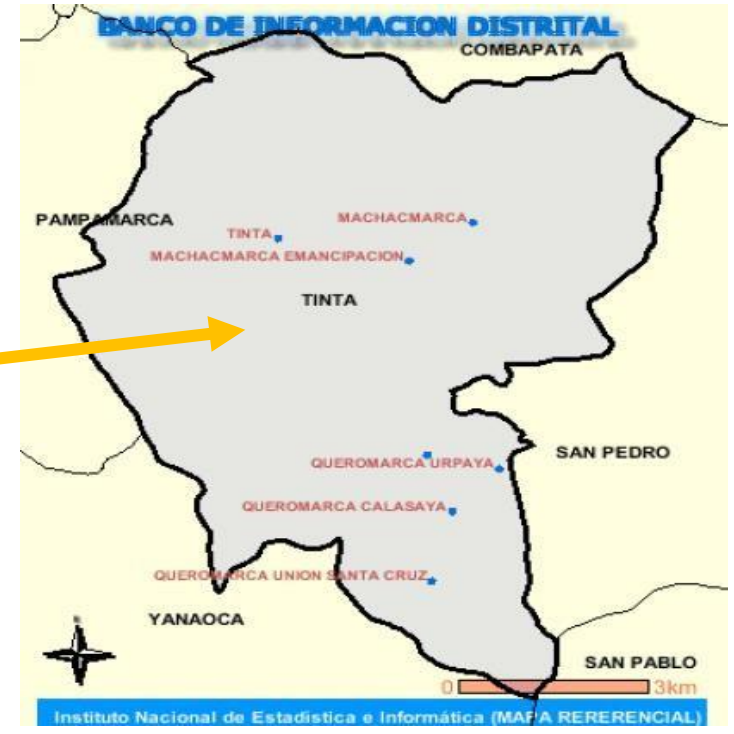 BANCO DE INFORMACION DISTRITAL
COMBAPATA
PAMPAMARCA
MACHACMARCA
TINTA
MACHACMARCA EMANCIPACION
TINTA
QUEROMARCA URPAYA
SAN PEDRO
QUEROMARCA CALASAYA
QUEROMARCA UNION SANTA CRUZ
YANAOCA
SAN PABLO
0 3km
Instituto Nacional de Estadística e Informática (MAPA RERERENCIAL)